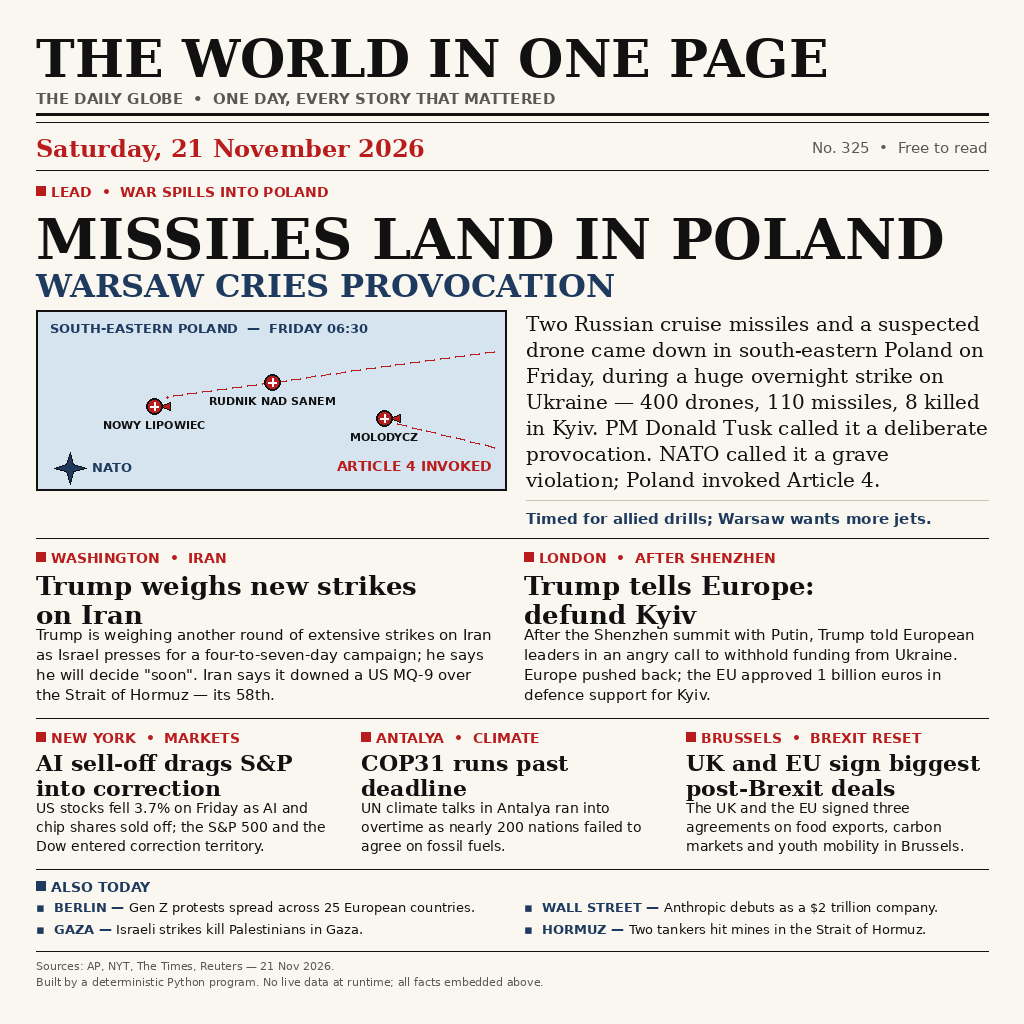 THE WORLD IN ONE PAGE
THE DAILY GLOBE • ONE DAY, EVERY STORY THAT MATTERED
Saturday, 21 November 2026
No. 325 • Free to read
LEAD • WAR SPILLS INTO POLAND
MISSILES LAND IN POLAND
WARSAW CRIES PROVOCATION
SOUTH-EASTERN POLAND — FRIDAY 06:30
RUDNIK NAD SANEM
NOWY LIPOWIEC
MOLODYCZ
NATO
ARTICLE 4 INVOKED
Two Russian cruise missiles and a suspected
drone came down in south-eastern Poland on
Friday, during a huge overnight strike on
Ukraine — 400 drones, 110 missiles, 8 killed
in Kyiv. PM Donald Tusk called it a deliberate
provocation. NATO called it a grave
violation; Poland invoked Article 4.
Timed for allied drills; Warsaw wants more jets.
WASHINGTON • IRAN
Trump weighs new strikes
on Iran
Trump is weighing another round of extensive strikes on Iran
as Israel presses for a four-to-seven-day campaign; he says
he will decide "soon". Iran says it downed a US MQ-9 over
the Strait of Hormuz — its 58th.
LONDON • AFTER SHENZHEN
Trump tells Europe:
defund Kyiv
After the Shenzhen summit with Putin, Trump told European
leaders in an angry call to withhold funding from Ukraine.
Europe pushed back; the EU approved 1 billion euros in
defence support for Kyiv.
NEW YORK • MARKETS
AI sell-off drags S&P
into correction
US stocks fell 3.7% on Friday as AI and
chip shares sold off; the S&P 500 and the
Dow entered correction territory.
ANTALYA • CLIMATE
COP31 runs past
deadline
UN climate talks in Antalya ran into
overtime as nearly 200 nations failed to
agree on fossil fuels.
BRUSSELS • BREXIT RESET
UK and EU sign biggest
post-Brexit deals
The UK and the EU signed three
agreements on food exports, carbon
markets and youth mobility in Brussels.
ALSO TODAY
BERLIN — Gen Z protests spread across 25 European countries.
GAZA — Israeli strikes kill Palestinians in Gaza.
WALL STREET — Anthropic debuts as a $2 trillion company.
HORMUZ — Two tankers hit mines in the Strait of Hormuz.
Sources: AP, NYT, The Times, Reuters — 21 Nov 2026.
Built by a deterministic Python program. No live data at runtime; all facts embedded above.